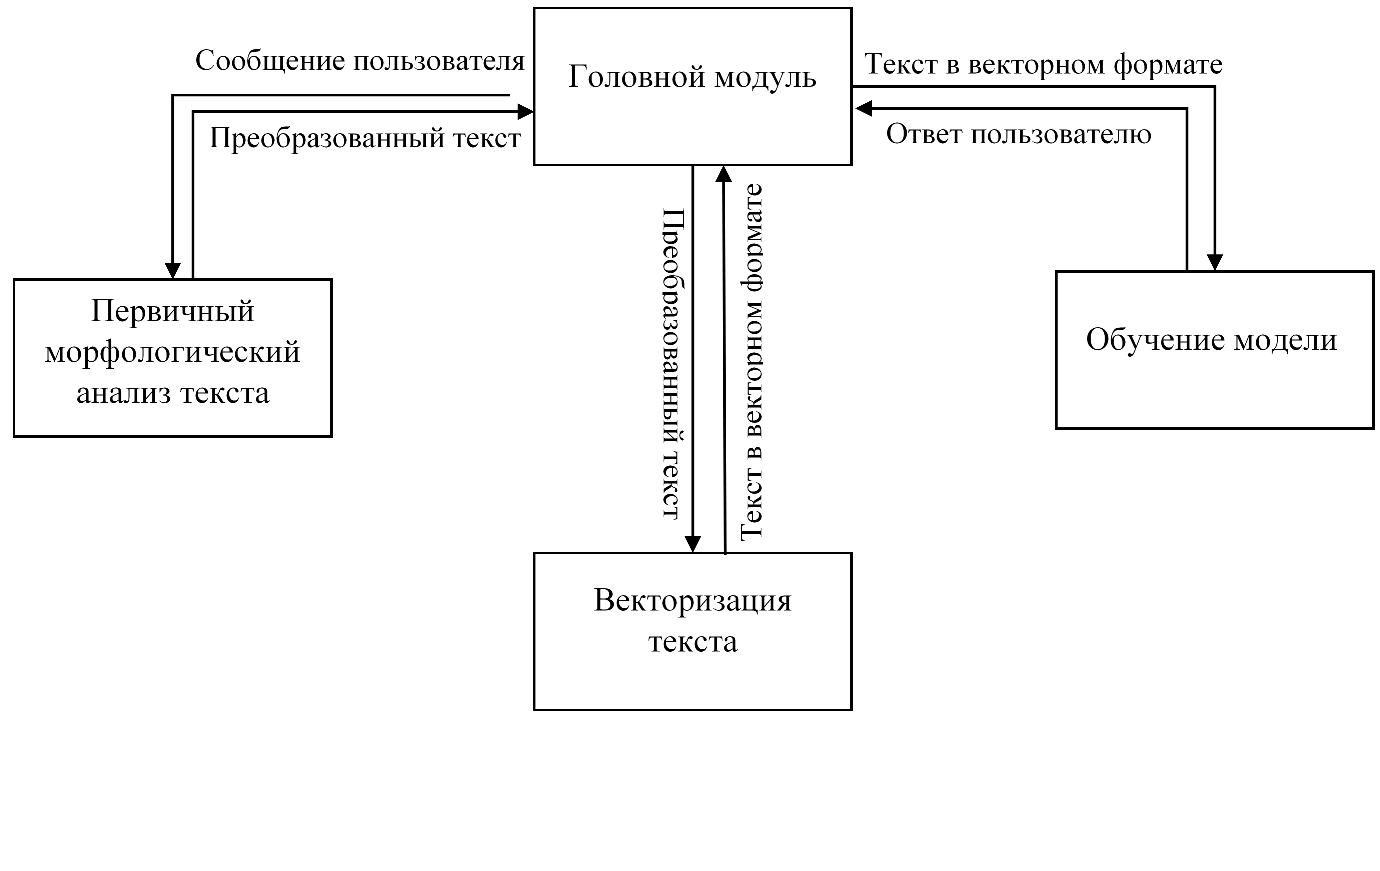 Сообщение пользователя
Головной модуль
Текст в векторном формате
Преобразованный текст
Ответ пользователю
Преобразованный текст
Текст в векторном формате
Первичный
морфологический
анализ текста
Обучение модели
Векторизация
текста